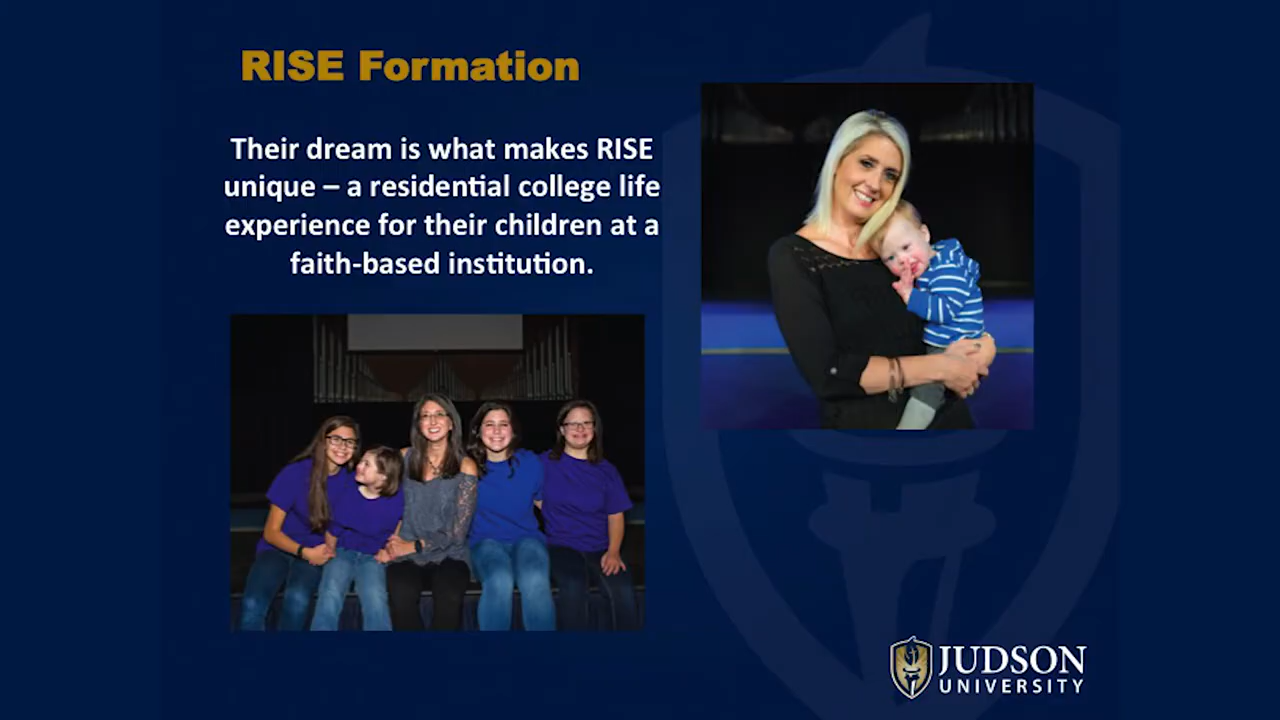 RISE Formation
Their dream is what makes RISE
unique – a residential college life
experience for their children at a
faith-based institution.
JUDSON
UNIVERSITY